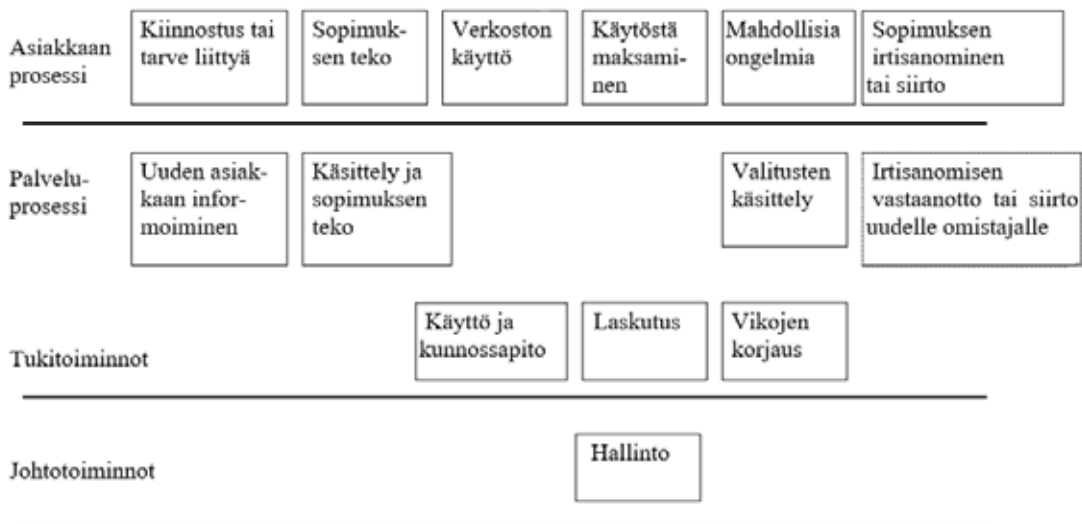 Asiakkaan
prosessi
Kiinnostus tai
tarve liittyä
Sopimuk-
sen teko
Verkoston
käyttö
Käytöstä
maksami-
nen
Mahdollisia
ongelmia
Sopimuksen
irtisanominen
tai siirto
Palvelu-
prosessi
Uuden asiak-
kaan infor-
moiminen
Käsittely ja
sopimuksen
teko
Valitusten
käsittely
Irtisanomisen
vastaanotto tai siirto
uudelle omistajalle
Tukitoiminnot
Käyttö ja
kunnossapito
Laskutus
Vikojen
korjaus
Johtotoiminnot
Hallinto